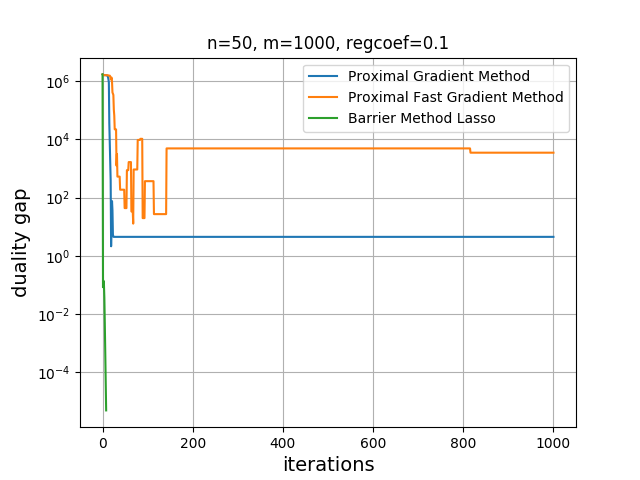 n=50, m=1000, regcoef=0.1
Proximal Gradient Method
Proximal Fast Gradient Method
Barrier Method Lasso
duality gap
10^6
10^4
10^2
10^0
10^−2
10^−4
0 200 400 600 800 1000
iterations